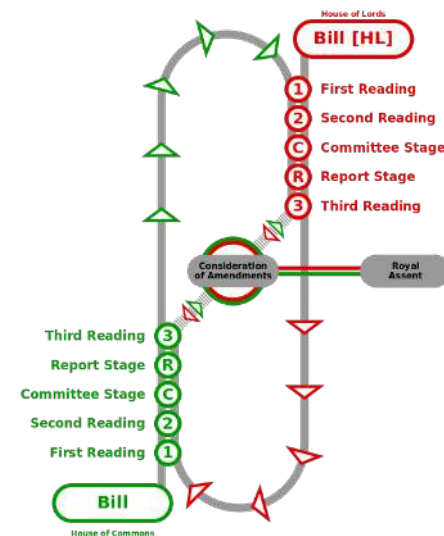 House of Lords
Bill [HL]
1 First Reading
2 Second Reading
C Committee Stage
R Report Stage
3 Third Reading
Consideration
of Amendments
Royal
Assent
Third Reading 3
Report Stage R
Committee Stage C
Second Reading 2
First Reading 1
Bill
House of Commons